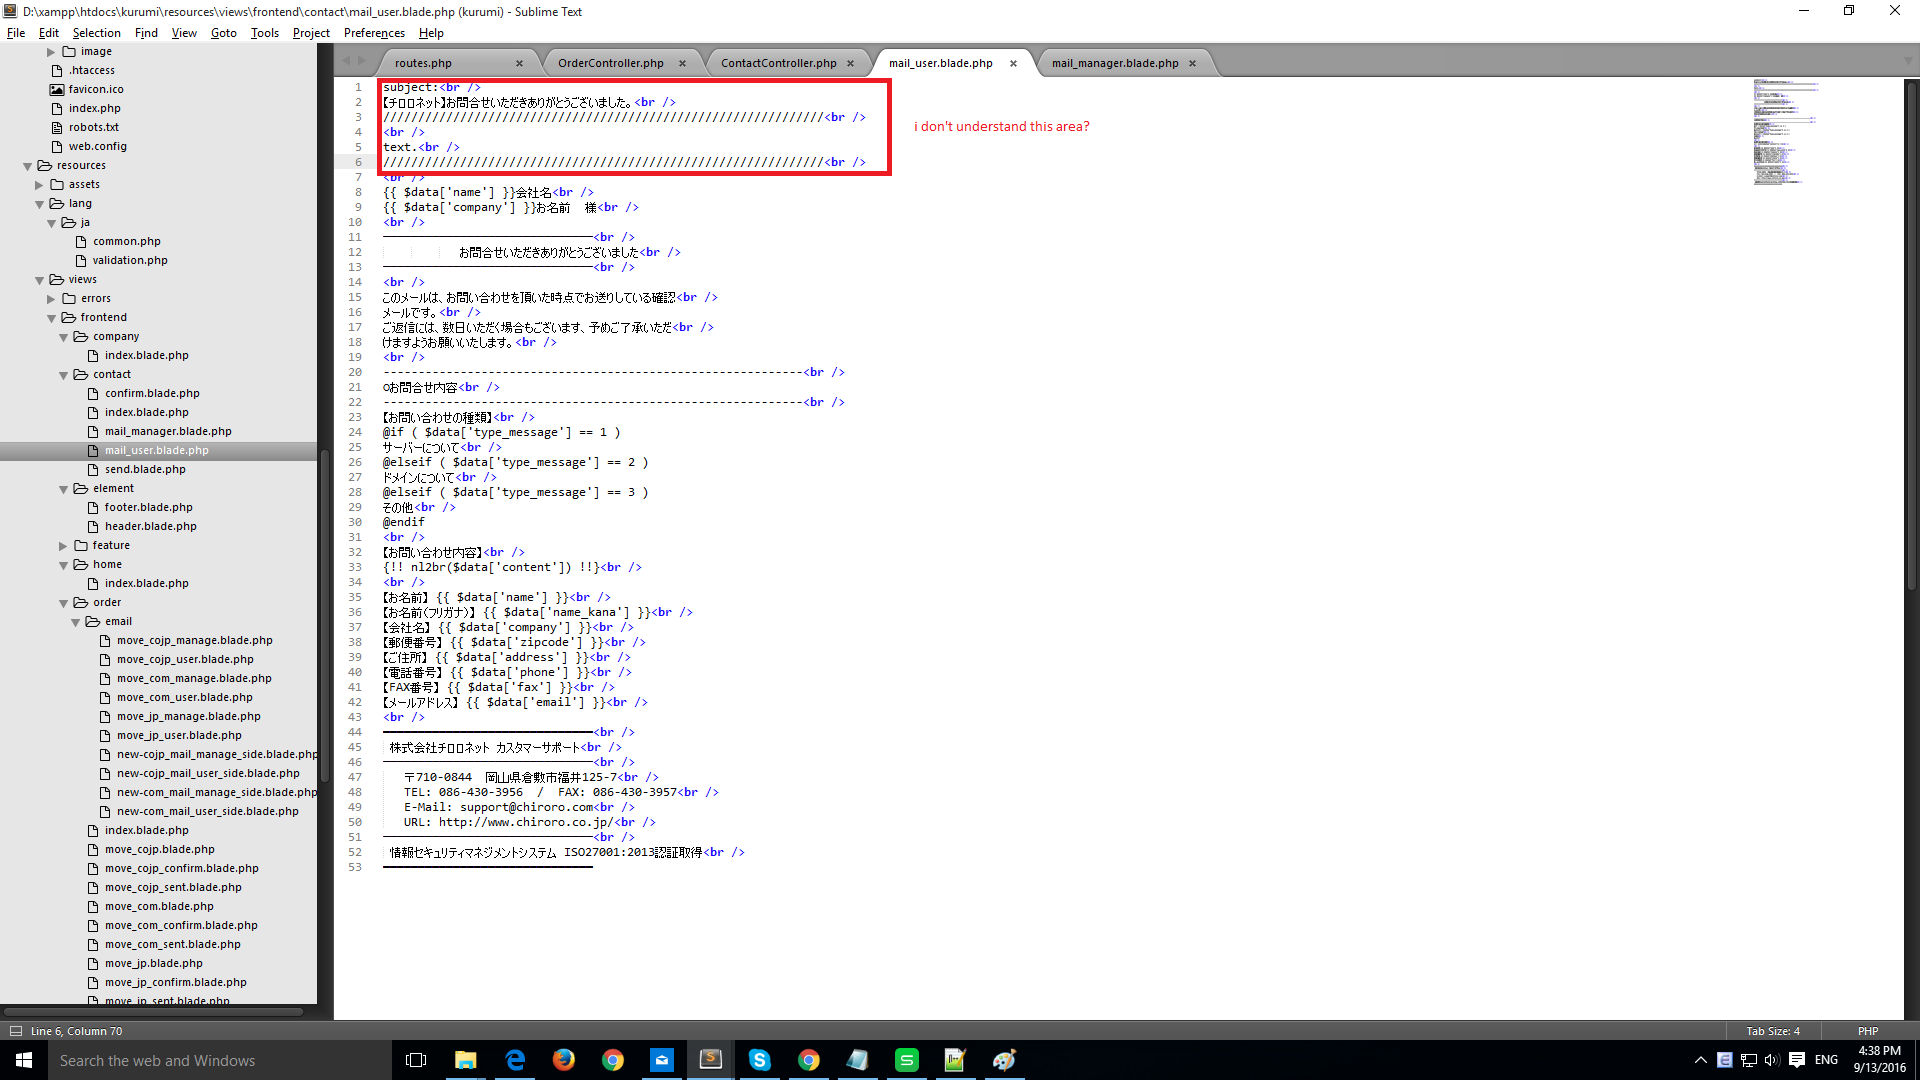 D:\xampp\htdocs\kurumi\resources\views\frontend\contact\mail_user.blade.php (kurumi) - Sublime Text
File Edit Selection Find View Goto Tools Project Preferences Help
image
.htaccess
favicon.ico
index.php
robots.txt
web.config
resources
assets
lang
ja
common.php
validation.php
views
errors
frontend
company
index.blade.php
contact
confirm.blade.php
index.blade.php
mail_manager.blade.php
mail_user.blade.php
send.blade.php
element
footer.blade.php
header.blade.php
feature
home
index.blade.php
order
email
move_cojp_manage.blade.php
move_cojp_user.blade.php
move_com_manage.blade.php
move_com_user.blade.php
move_jp_manage.blade.php
move_jp_user.blade.php
new-cojp_mail_manage_side.blade.php
new-cojp_mail_user_side.blade.php
new-com_mail_manage_side.blade.php
new-com_mail_user_side.blade.php
index.blade.php
move_cojp.blade.php
move_cojp_confirm.blade.php
move_cojp_sent.blade.php
move_com.blade.php
move_com_confirm.blade.php
move_com_sent.blade.php
move_jp.blade.php
move_jp_confirm.blade.php
move_jp_sent.blade.php
routes.php × OrderController.php × ContactController.php × mail_user.blade.php × mail_manager.blade.php ×
1 subject:<br />
2 【チロロネット】お問合せいただきありがとうございました。<br />
3 ///////////////////////////////////////////////////////////////<br />
4 <br />
5 text.<br />
6 ///////////////////////////////////////////////////////////////<br />
i don't understand this area?
7 <br />
8 {{ $data['name'] }}会社名<br />
9 {{ $data['company'] }}お名前　様<br />
10 <br />
11 ──────────────────────────────<br />
12 お問合せいただきありがとうございました<br />
13 ──────────────────────────────<br />
14 <br />
15 このメールは、お問い合わせを頂いた時点でお送りしている確認<br />
16 メールです。<br />
17 ご返信には、数日いただく場合もございます、予めご了承いただ<br />
18 けますようお願いいたします。<br />
19 <br />
20 ------------------------------------------------------------<br />
21 ○お問合せ内容<br />
22 ------------------------------------------------------------<br />
23 【お問い合わせの種類】<br />
24 @if ( $data['type_message'] == 1 )
25 サーバーについて<br />
26 @elseif ( $data['type_message'] == 2 )
27 ドメインについて<br />
28 @elseif ( $data['type_message'] == 3 )
29 その他<br />
30 @endif
31 <br />
32 【お問い合わせ内容】<br />
33 {!! nl2br($data['content']) !!}<br />
34 <br />
35 【お名前】 {{ $data['name'] }}<br />
36 【お名前(フリガナ)】 {{ $data['name_kana'] }}<br />
37 【会社名】 {{ $data['company'] }}<br />
38 【郵便番号】 {{ $data['zipcode'] }}<br />
39 【ご住所】 {{ $data['address'] }}<br />
40 【電話番号】 {{ $data['phone'] }}<br />
41 【FAX番号】 {{ $data['fax'] }}<br />
42 【メールアドレス】 {{ $data['email'] }}<br />
43 <br />
44 ━━━━━━━━━━━━━━━━━━━━━━━━━━━━━━<br />
45 株式会社チロロネット カスタマーサポート<br />
46 ──────────────────────────────<br />
47 〒710-0844　岡山県倉敷市福井125-7<br />
48 TEL: 086-430-3956 / FAX: 086-430-3957<br />
49 E-Mail: support@chiroro.com<br />
50 URL: http://www.chiroro.co.jp/<br />
51 ──────────────────────────────<br />
52 情報セキュリティマネジメントシステム ISO27001:2013認証取得<br />
53 ━━━━━━━━━━━━━━━━━━━━━━━━━━━━━━
Line 6, Column 70
Tab Size: 4 PHP
Search the web and Windows
ENG
4:38 PM
9/13/2016